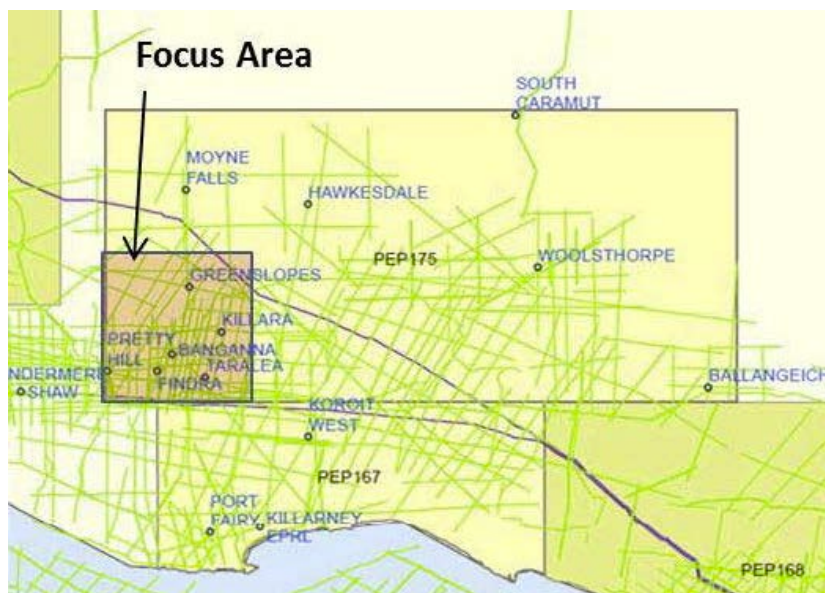 Focus Area
SOUTH
CARAMUT
MOYNE
FALLS
HAWKESDALE
PEP175
WOOLSTHORPE
GREENSLOPES
KILLARA
PRETTY
HILL
BANGANNA
TARALEA
FINDRA
NDERMERE
SHAW
BALLANGEICH
KOROIT
WEST
PEP167
PORT
FAIRY
KILLARNEY
EPRL
PEP168